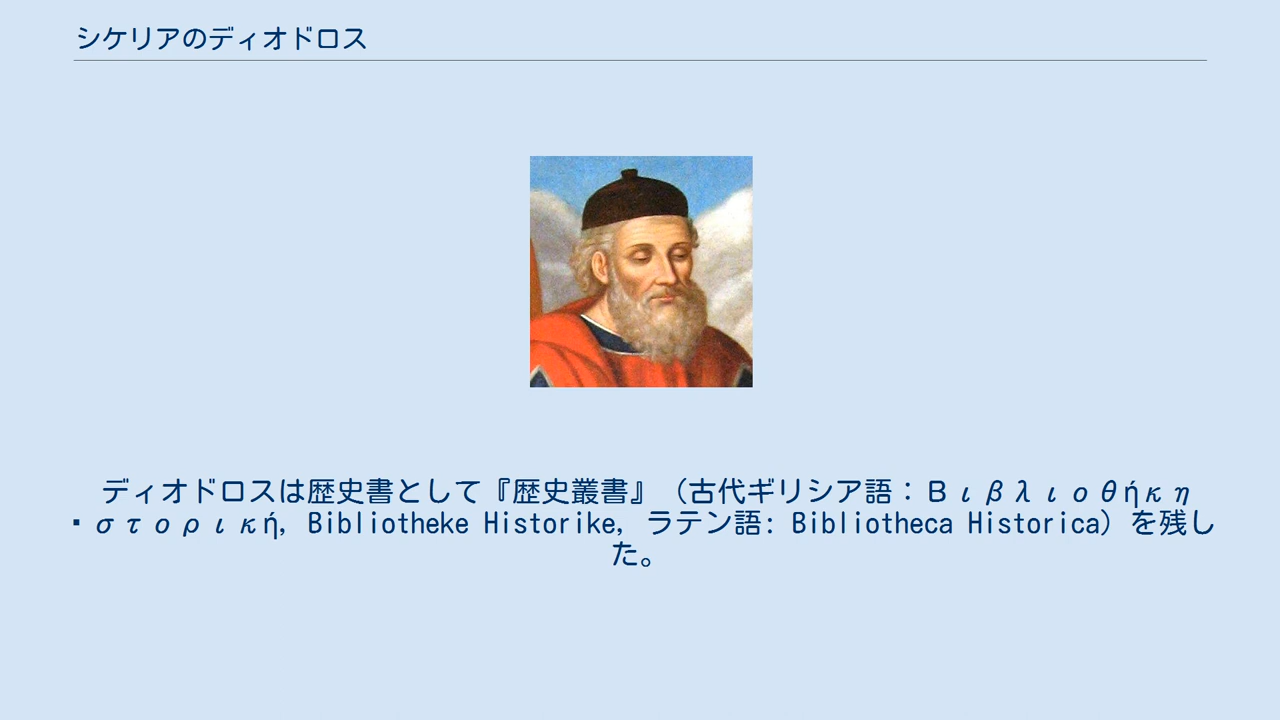 シケリアのディオドロス
ディオドロスは歴史書として『歴史叢書』（古代ギリシア語：Βιβλιοθήκη
▪στορική, Bibliotheke Historike, ラテン語: Bibliotheca Historica）を残し
た。